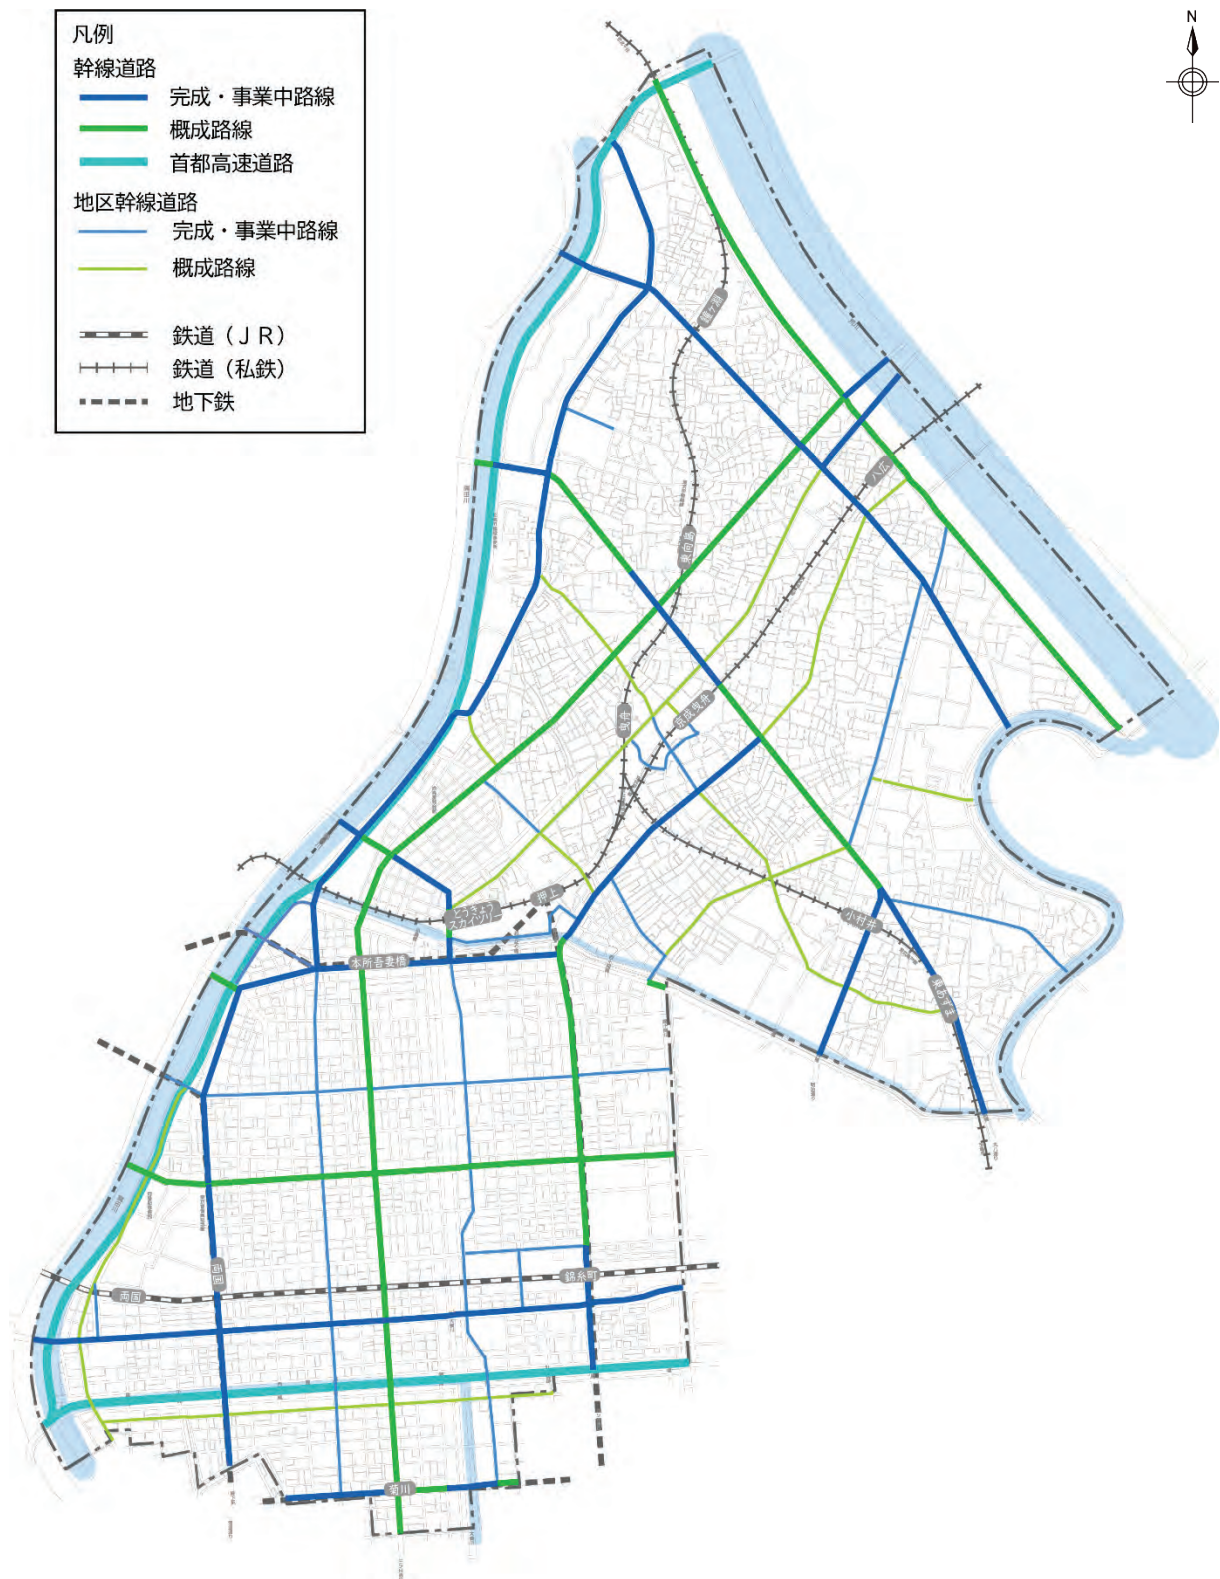 凡例
幹線道路
完成・事業中路線
概成路線
首都高速道路
地区幹線道路
完成・事業中路線
概成路線
鉄道（ＪＲ）
鉄道（私鉄）
地下鉄
N
鐘ヶ淵
八広
東向島
京成曳舟
曳舟
押上
とうきょう
スカイツリー
小村井
本所吾妻橋
東あずま
両国
両国
錦糸町
菊川